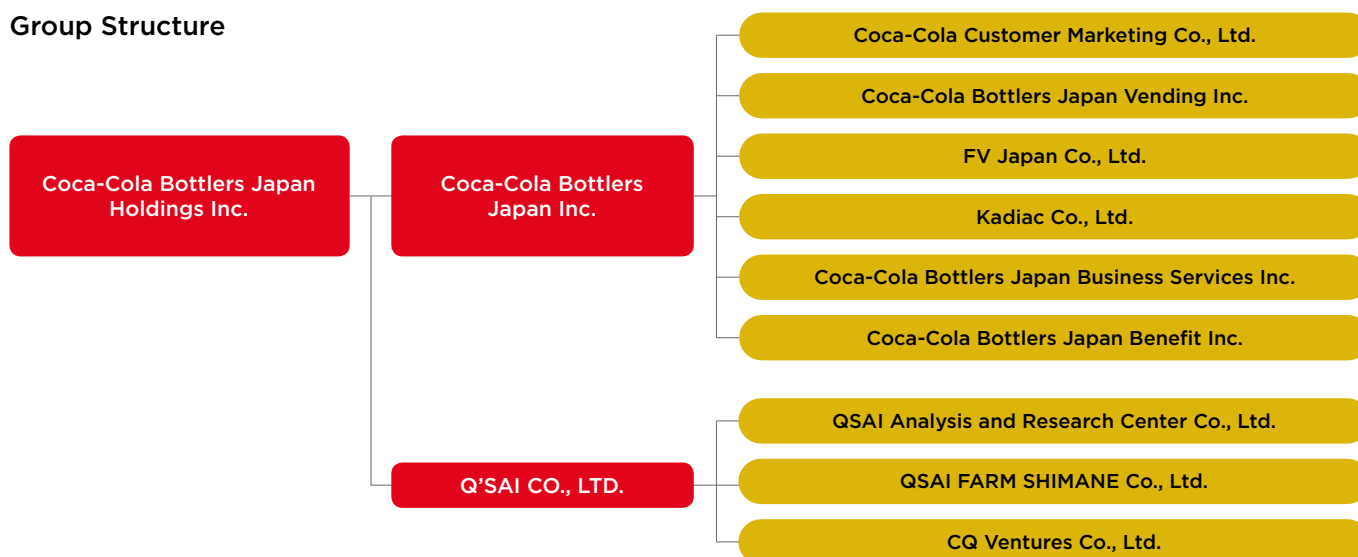 Group Structure
Coca-Cola Bottlers Japan
Holdings Inc.
Coca-Cola Bottlers
Japan Inc.
Coca-Cola Customer Marketing Co., Ltd.
Coca-Cola Bottlers Japan Vending Inc.
FV Japan Co., Ltd.
Kadiac Co., Ltd.
Coca-Cola Bottlers Japan Business Services Inc.
Coca-Cola Bottlers Japan Benefit Inc.
Q’SAI CO., LTD.
QSAI Analysis and Research Center Co., Ltd.
QSAI FARM SHIMANE Co., Ltd.
CQ Ventures Co., Ltd.